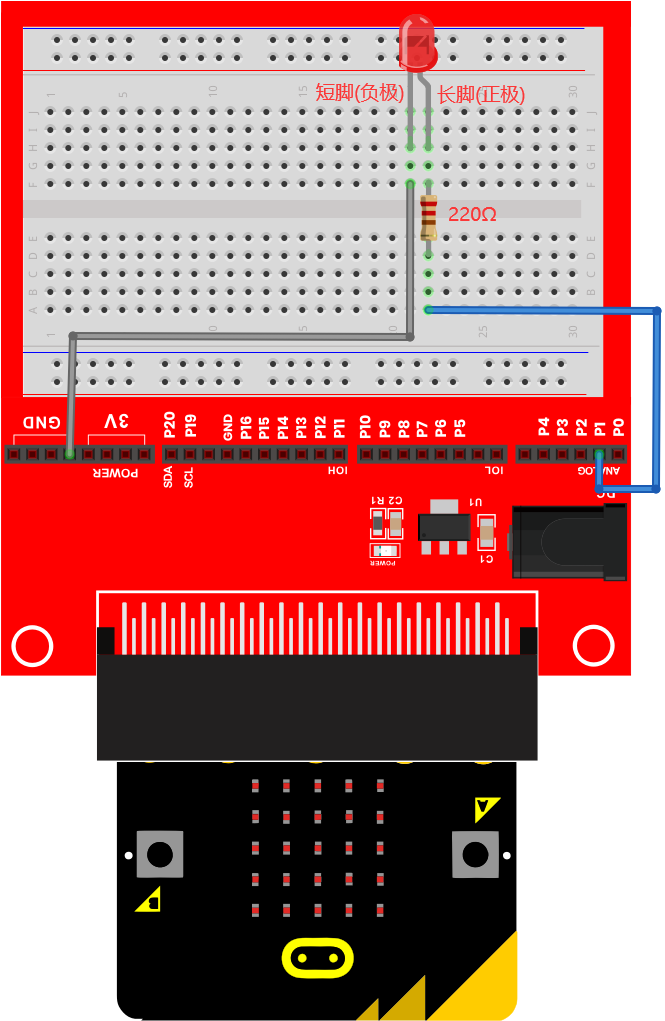 1 5 10 15 25 30
短脚(负极) 长脚(正极)
J J
I I
H H
G G
F F
220Ω
E E
D D
C C
B B
A A
1 5 10 15 20 25 30
GND 3V P20 P19 GND P16 P15 P14 P13 P12 P11 P10 P9 P8 P7 P6 P5 P4 P3 P2 P1 P0
POWER SDA SCL IOH IOL ANALOG
DC
C2 R1 U1
POWER C1
A
B